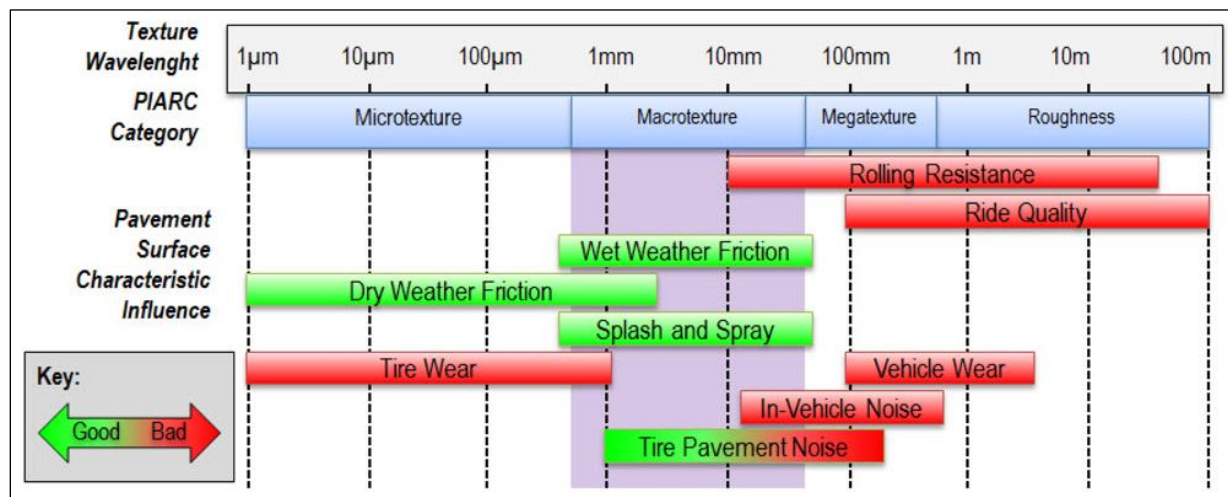 Texture
Wavelenght
1µm 10µm 100µm 1mm 10mm 100mm 1m 10m 100m
PIARC
Category
Microtexture Macrotexture Megatexture Roughness
Rolling Resistance
Ride Quality
Pavement
Surface
Characteristic
Influence
Wet Weather Friction
Dry Weather Friction
Splash and Spray
Tire Wear Vehicle Wear
In-Vehicle Noise
Tire Pavement Noise
Key:
Good Bad